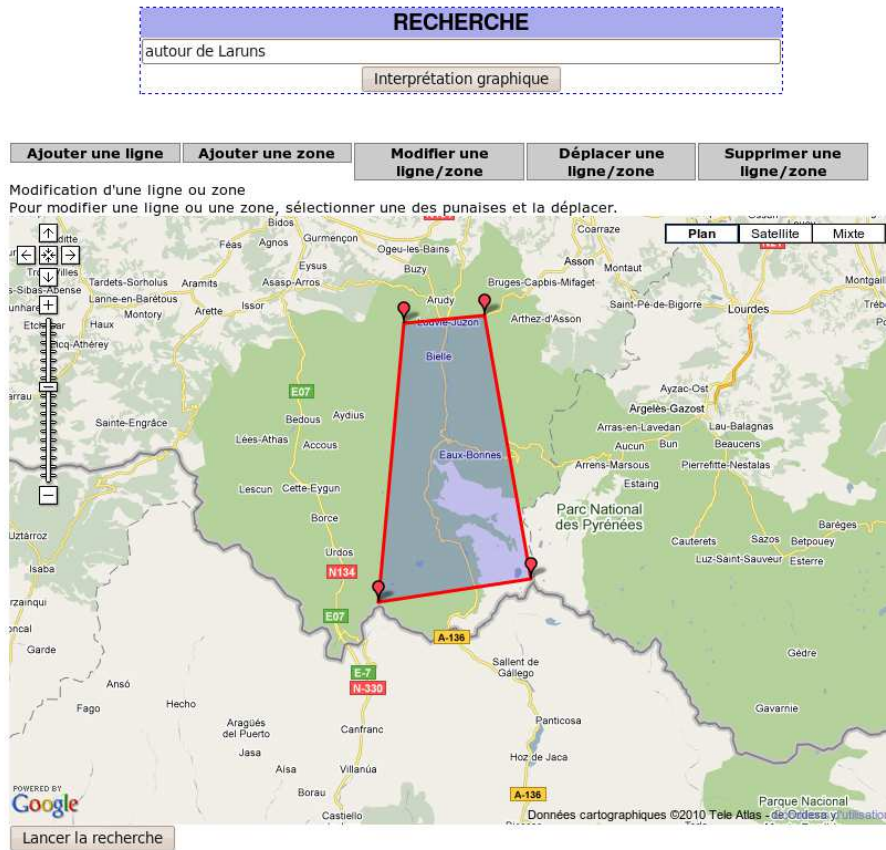 RECHERCHE
autour de Laruns
Interprétation graphique
Ajouter une ligne
Ajouter une zone
Modifier une
ligne/zone
Déplacer une
ligne/zone
Supprimer une
ligne/zone
Modification d'une ligne ou zone
Pour modifier une ligne ou une zone, sélectionner une des punaises et la déplacer.
Plan
Satellite
Mixte
Coarraze
Féas
Agnos
Bidos
Gurmençon
Ogeu-les-Bains
Buzy
Eysus
Asson
Montaut
Tardets-Sorholus
Aramits
Asasp-Arros
Bruges-Capbis-Mifaget
Lanne-en-Barétous
Issor
Arudy
Saint-Pé-de-Bigorre
Montory
Arette
Lourdes
Haux
Louvie-Juzon
Arthez-d'Asson
Bielle
E07
Ayzac-Ost
Argelès-Gazost
Bedous
Aydius
Sainte-Engrâce
Arras-en-Lavedan
Lau-Balagnas
Lées-Athas
Accous
Aucun
Bun
Beaucens
Eaux-Bonnes
Arrens-Marsous
Pierrefitte-Nestalas
Estaing
Lescun
Cette-Eygun
Parc National
des Pyrénées
Borce
Barèges
Uztárroz
Cauterets
Sazos
Betpouey
Urdos
Luz-Saint-Sauveur
Esterre
Isaba
N134
E07
A-136
Garde
Gèdre
Sallent de
Gállego
E-7
N-330
Ansó
Fago
Hecho
Gavarnie
Aragüés
del Puerto
Canfranc
Panticosa
Jasa
Hoz de Jaca
Aisa
Villanúa
POWERED BY
Google
Borau
A-136
Parque Nacional
de Ordesa y
Castiello
Données cartographiques ©2010 Tele Atlas -
Lancer la recherche